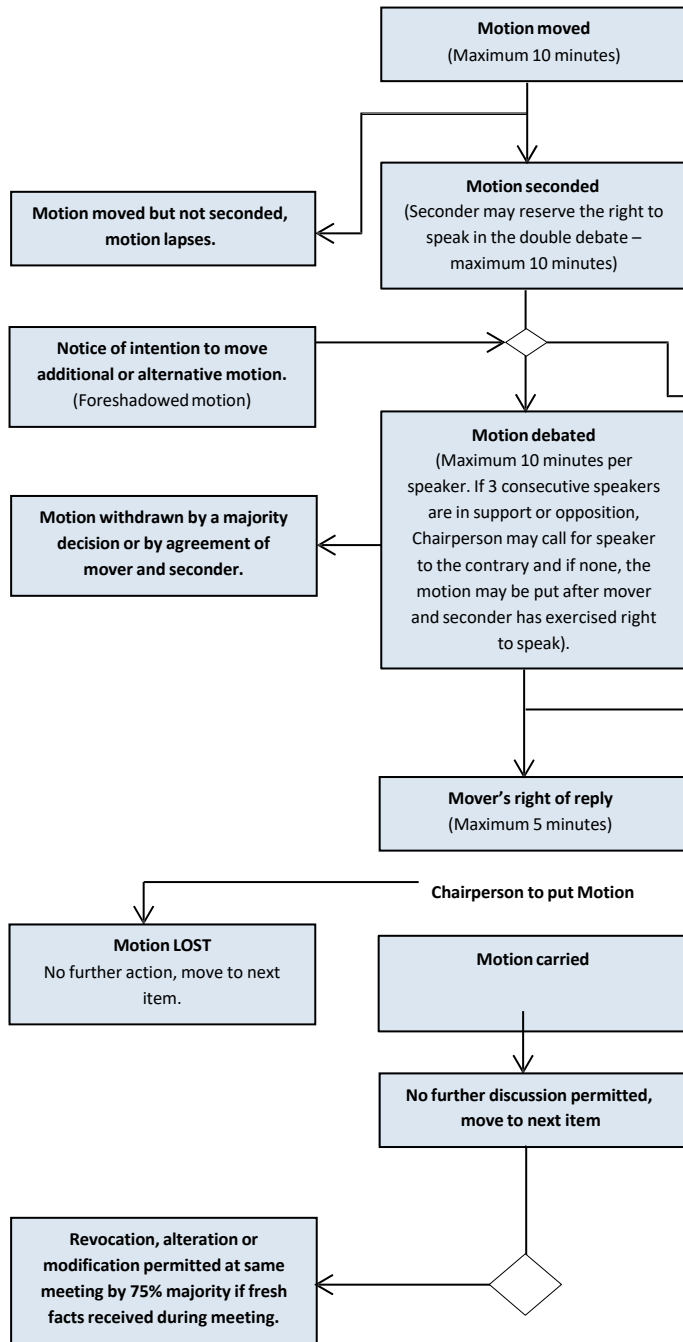 Motion moved
(Maximum 10 minutes)
Motion seconded
(Seconder may reserve the right to
speak in the double debate –
maximum 10 minutes)
Motion moved but not seconded,
motion lapses.
Notice of intention to move
additional or alternative motion.
(Foreshadowed motion)
Motion debated
(Maximum 10 minutes per
speaker. If 3 consecutive speakers
are in support or opposition,
Chairperson may call for speaker
to the contrary and if none, the
motion may be put after mover
and seconder has exercised right
to speak).
Motion withdrawn by a majority
decision or by agreement of
mover and seconder.
Mover’s right of reply
(Maximum 5 minutes)
Chairperson to put Motion
Motion LOST
No further action, move to next
item.
Motion carried
No further discussion permitted,
move to next item
Revocation, alteration or
modification permitted at same
meeting by 75% majority if fresh
facts received during meeting.